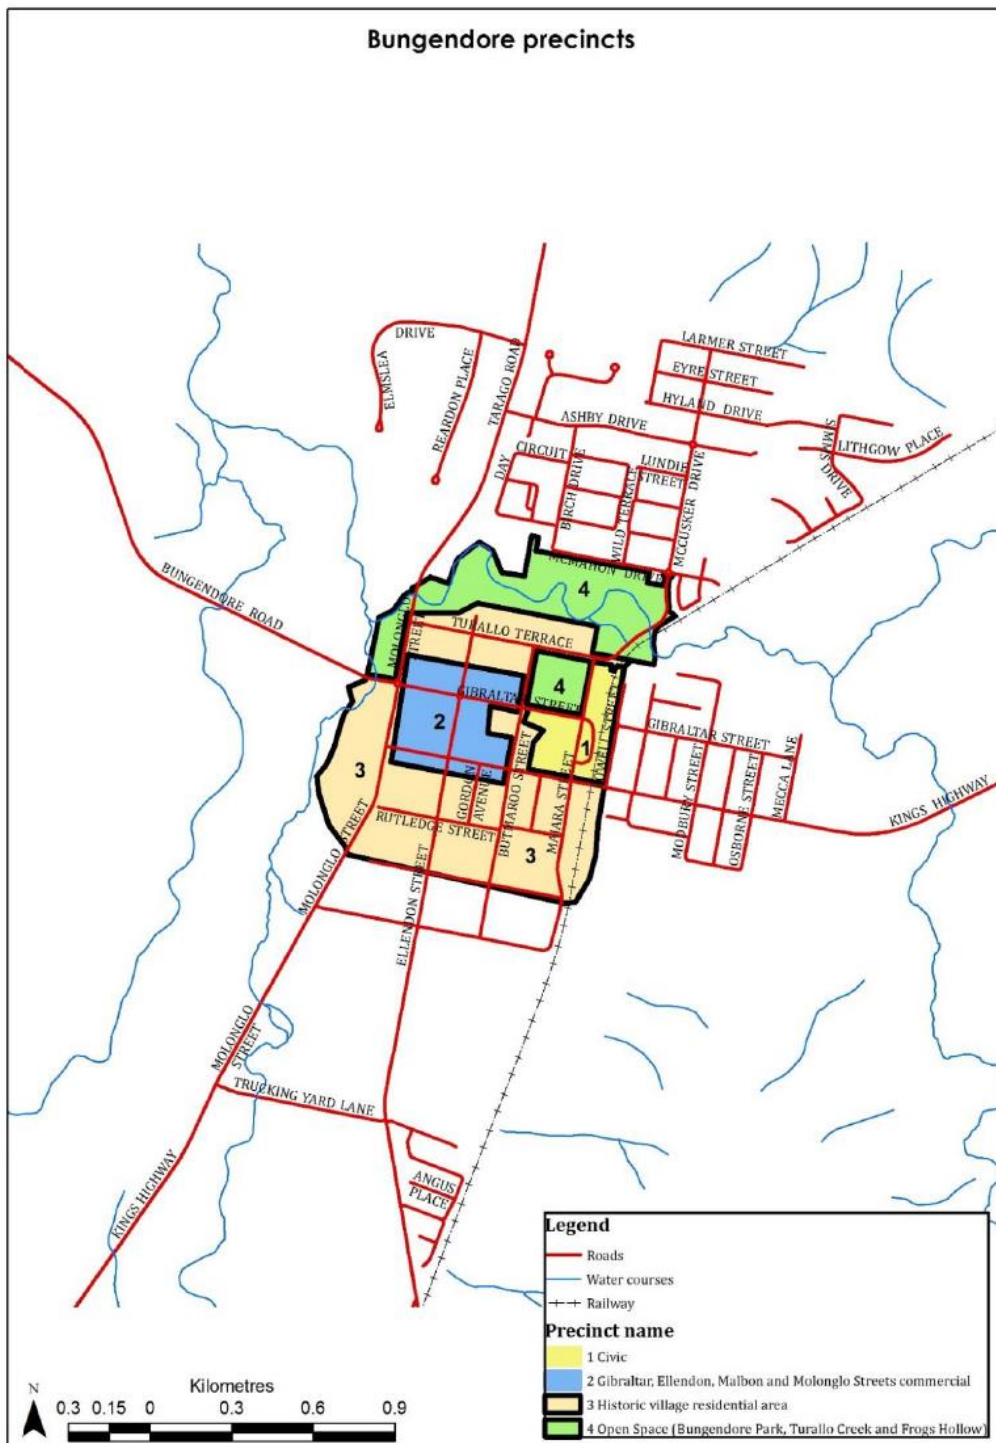 Bungendore precincts
LARMER STREET
EYRE STREET
HYLAND DRIVE
DRIVE
ELMSLEA
REARDON PLACE
TARAGO ROAD
ASHBY DRIVE
SIMMS DRIVE
LITHGOW PLACE
CIRCUIT
DAY
LUNDIE
STREET
BIRCH DRIVE
WILD TERRACE
MCCUSKER DRIVE
MCMAHON DRIVE
BUNGENDORE ROAD
4
MOLONGLO
STREET
TURALLO TERRACE
4
GIBRALTAR STREET
2
1
GIBRALTAR STREET
3
GORDON
AVENUE
BUTMAROO STREET
MAJARA STREET
MODBURY STREET
OSBORNE STREET
MECCA LANE
KINGS HIGHWAY
RUTLEDGE STREET
3
MOLONGLO STREET
ELLENDON STREET
MOLONGLO
STREET
TRUCKING YARD LANE
ANGUS
PLACE
KINGS HIGHWAY
Legend
Roads
Water courses
Railway
Precinct name
1 Civic
2 Gibraltar, Ellendon, Malbon and Molonglo Streets commercial
3 Historic village residential area
4 Open Space (Bungendore Park, Turallo Creek and Frogs Hollow)
N
Kilometres
0.3 0.15 0 0.3 0.6 0.9